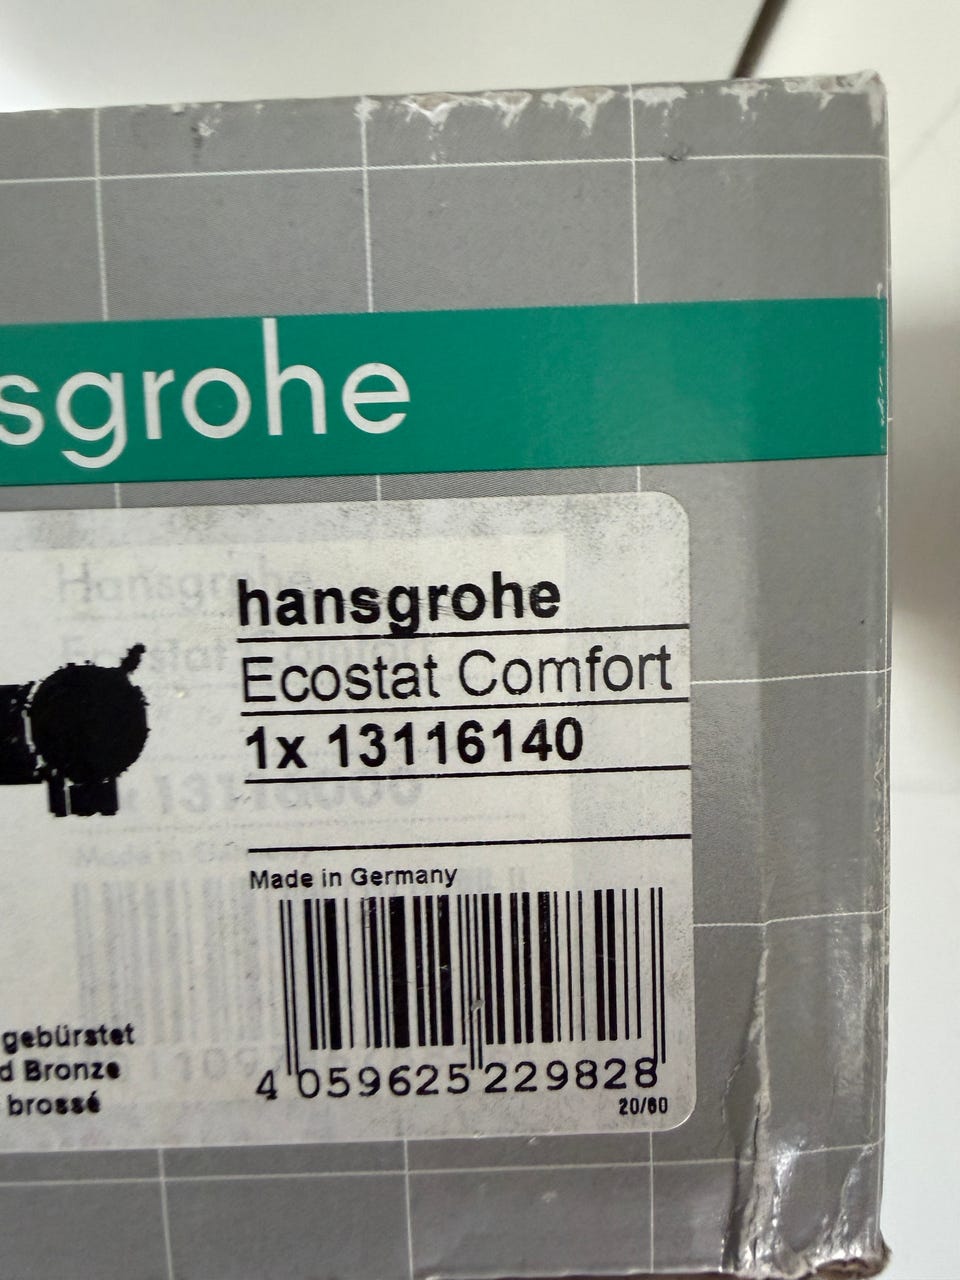 sgrohe
hansgrohe
Ecostat Comfort
1x 13116140
Made in Germany
gebürstet
d Bronze
brossé
4 059625 229828
20/60